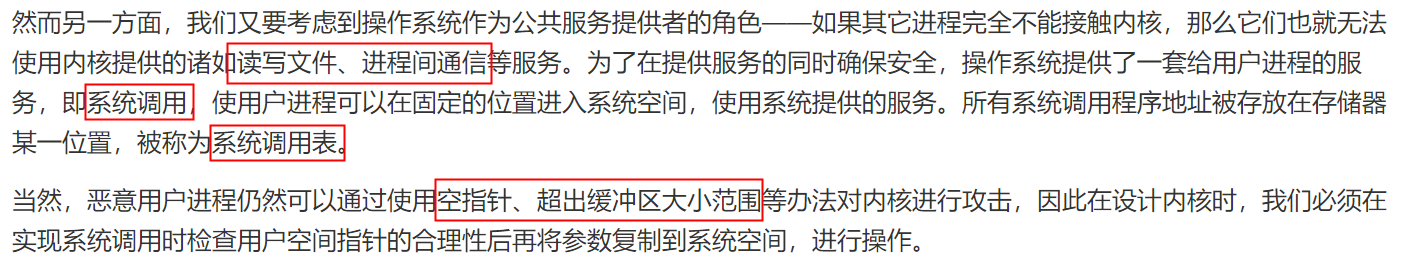 然而另一方面，我们又要考虑到操作系统作为公共服务提供者的角色——如果其它进程完全不能接触内核，那么它们也就无法
使用内核提供的诸如读写文件、进程间通信等服务。为了在提供服务的同时确保安全，操作系统提供了一套给用户进程的服
务，即系统调用，使用户进程可以在固定的位置进入系统空间，使用系统提供的服务。所有系统调用程序地址被存放在存储器
某一位置，被称为系统调用表。
当然，恶意用户进程仍然可以通过使用空指针、超出缓冲区大小范围等办法对内核进行攻击，因此在设计内核时，我们必须在
实现系统调用时检查用户空间指针的合理性后再将参数复制到系统空间，进行操作。